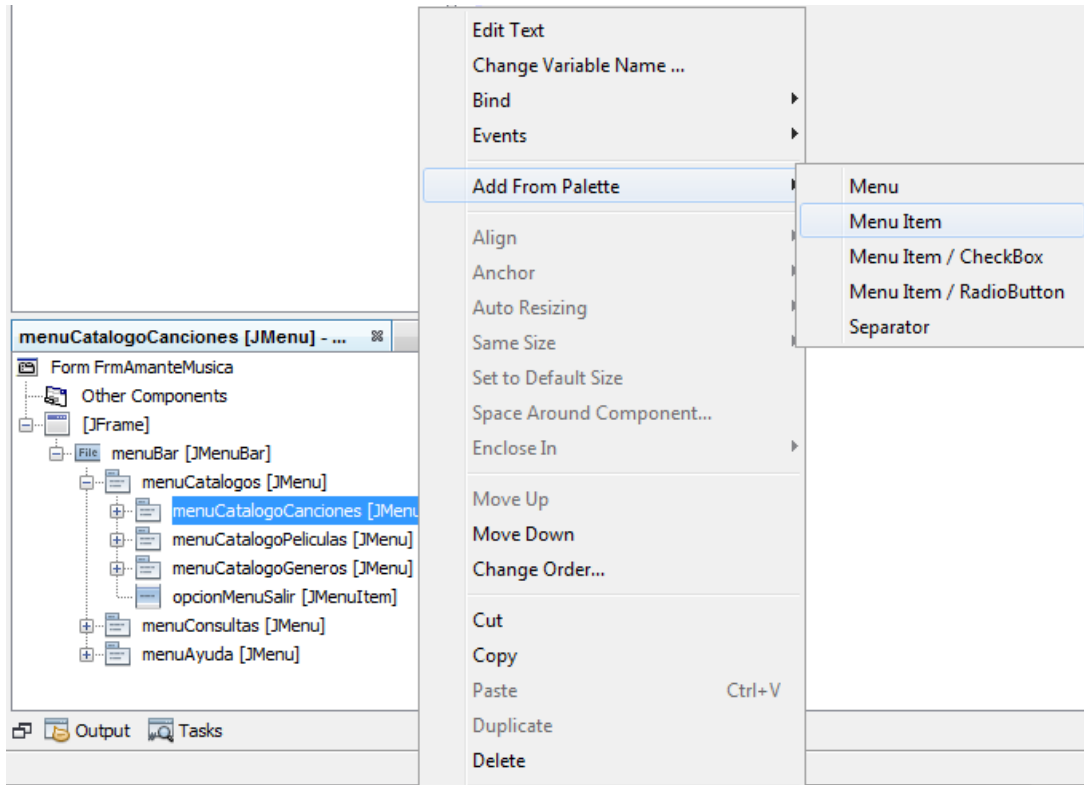 Edit Text
Change Variable Name ...
Bind
Events
Add From Palette
Align
Anchor
Auto Resizing
Same Size
Set to Default Size
Space Around Component...
Enclose In
Move Up
Move Down
Change Order...
Cut
Copy
Paste Ctrl+V
Duplicate
Delete
Menu
Menu Item
Menu Item / CheckBox
Menu Item / RadioButton
Separator
menuCatalogoCanciones [JMenu] - ...
Form FrmAmanteMusica
Other Components
[JFrame]
File menuBar [JMenuBar]
menuCatalogos [JMenu]
menuCatalogoCanciones [JMenu
menuCatalogoPeliculas [JMenu]
menuCatalogoGeneros [JMenu]
opcionMenuSalir [JMenuItem]
menuConsultas [JMenu]
menuAyuda [JMenu]
Output Tasks